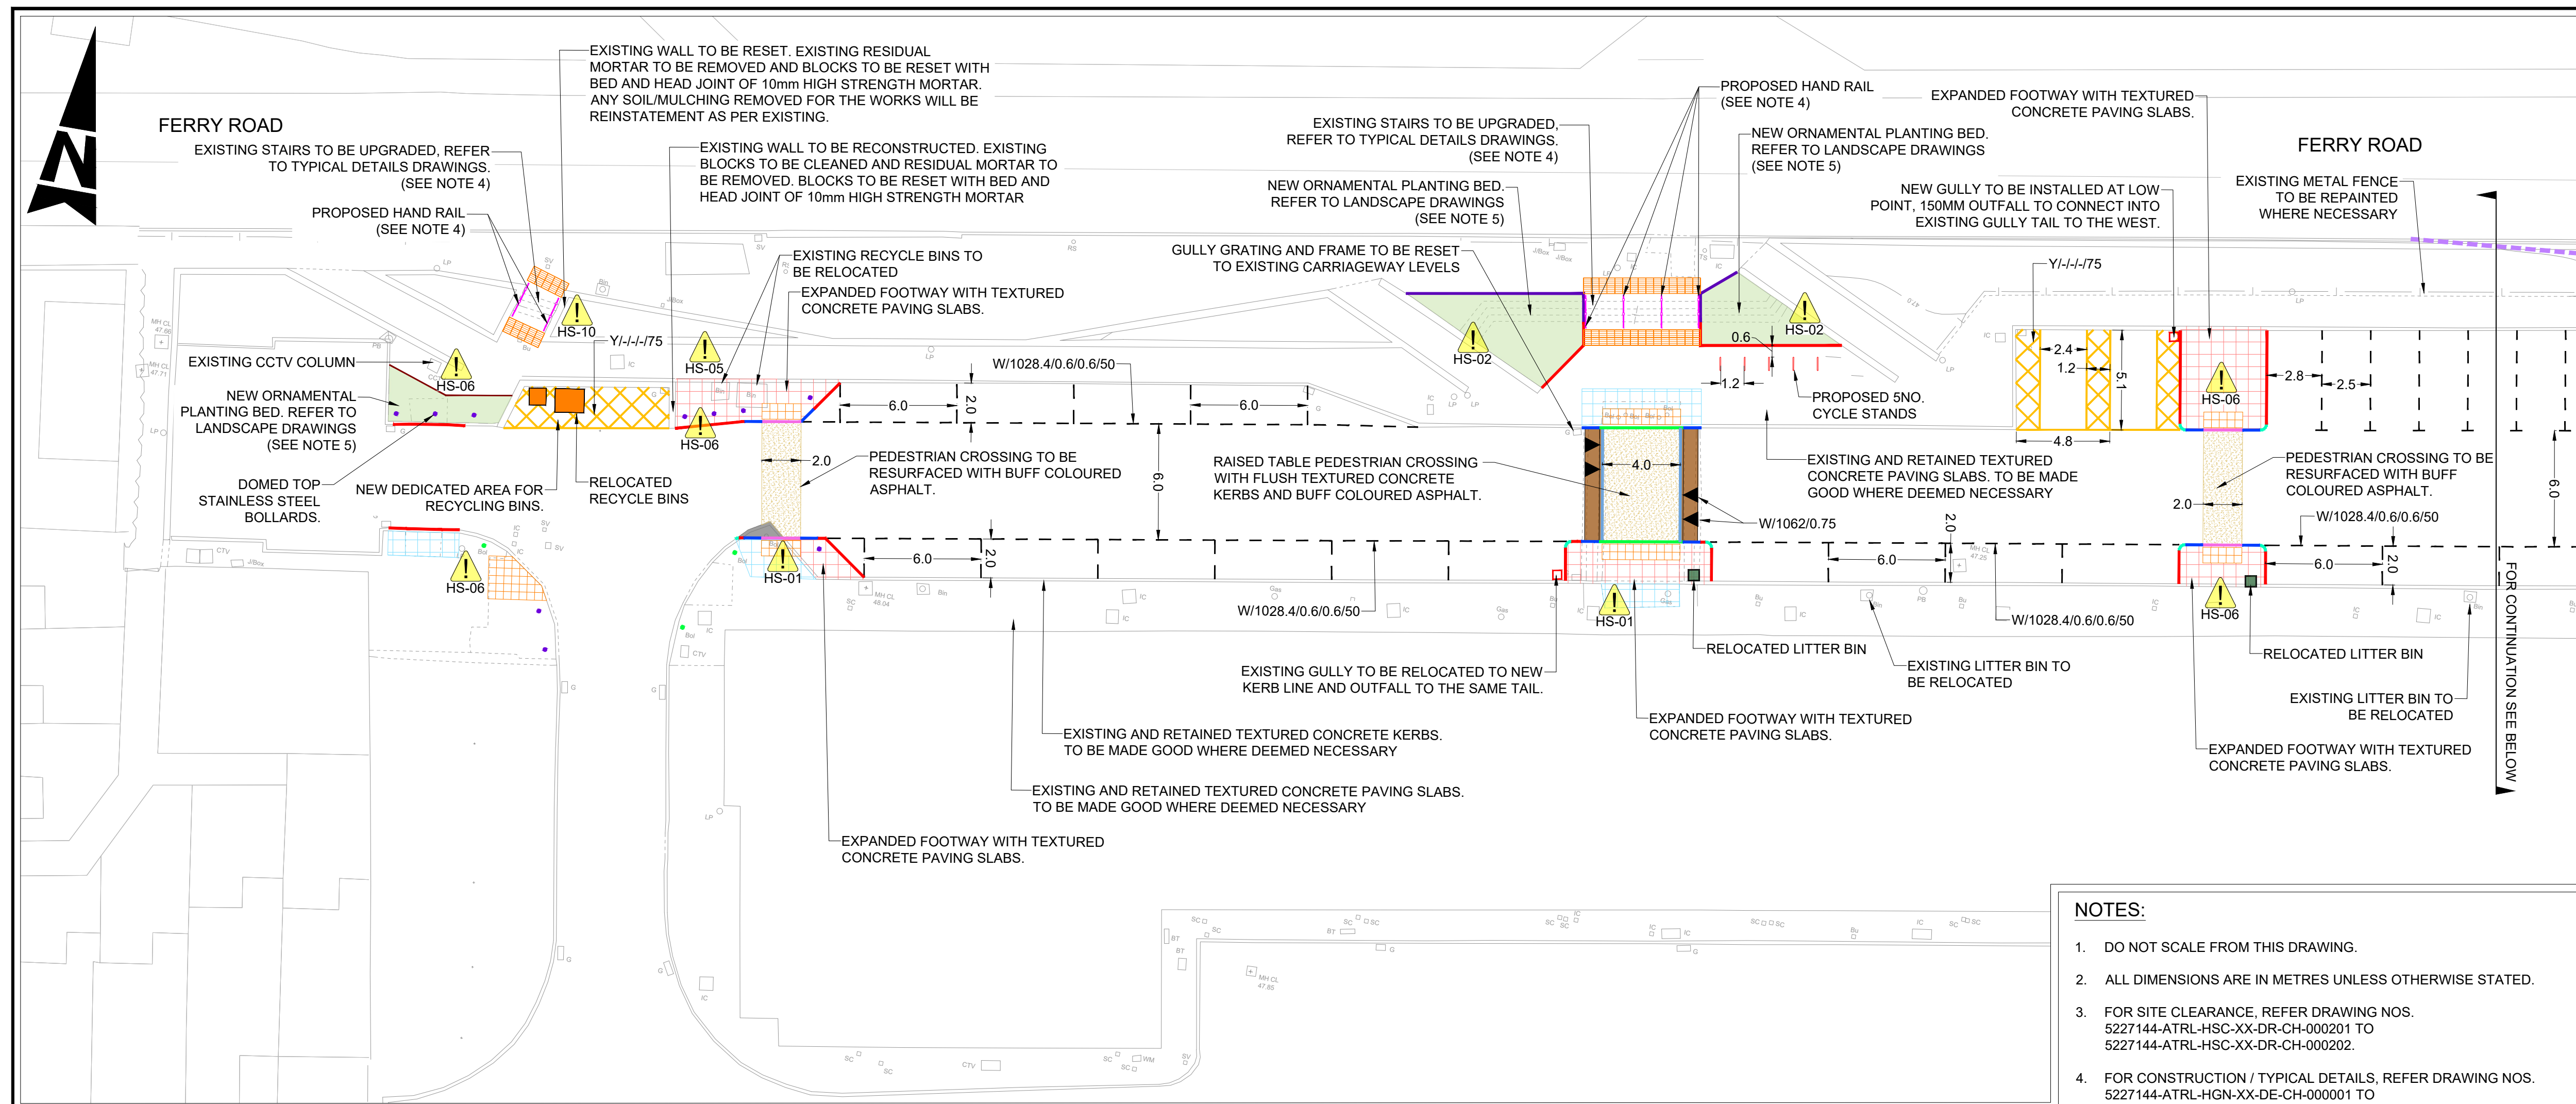 EXISTING WALL TO BE RESET. EXISTING RESIDUAL
MORTAR TO BE REMOVED AND BLOCKS TO BE RESET WITH
BED AND HEAD JOINT OF 10mm HIGH STRENGTH MORTAR.
ANY SOIL/MULCHING REMOVED FOR THE WORKS WILL BE
REINSTATEMENT AS PER EXISTING.
N
FERRY ROAD
EXISTING STAIRS TO BE UPGRADED, REFER
TO TYPICAL DETAILS DRAWINGS.
(SEE NOTE 4)
PROPOSED HAND RAIL
(SEE NOTE 4)
EXISTING WALL TO BE RECONSTRUCTED. EXISTING
BLOCKS TO BE CLEANED AND RESIDUAL MORTAR TO
BE REMOVED. BLOCKS TO BE RESET WITH BED AND
HEAD JOINT OF 10mm HIGH STRENGTH MORTAR
EXISTING RECYCLE BINS TO
BE RELOCATED
EXPANDED FOOTWAY WITH TEXTURED
CONCRETE PAVING SLABS.
PROPOSED HAND RAIL
(SEE NOTE 4)
EXISTING STAIRS TO BE UPGRADED,
REFER TO TYPICAL DETAILS DRAWINGS.
(SEE NOTE 4)
NEW ORNAMENTAL PLANTING BED.
REFER TO LANDSCAPE DRAWINGS
(SEE NOTE 5)
GULLY GRATING AND FRAME TO BE RESET
TO EXISTING CARRIAGEWAY LEVELS
NEW ORNAMENTAL PLANTING BED.
REFER TO LANDSCAPE DRAWINGS
(SEE NOTE 5)
EXPANDED FOOTWAY WITH TEXTURED
CONCRETE PAVING SLABS.
NEW GULLY TO BE INSTALLED AT LOW
POINT, 150MM OUTFALL TO CONNECT INTO
EXISTING GULLY TAIL TO THE WEST.
FERRY ROAD
EXISTING METAL FENCE
TO BE REPAINTED
WHERE NECESSARY
Y/-/-/-/75
HS-10
Y/-/-/-/75
HS-05
HS-06
EXISTING CCTV COLUMN
NEW ORNAMENTAL
PLANTING BED. REFER TO
LANDSCAPE DRAWINGS
(SEE NOTE 5)
DOMED TOP
STAINLESS STEEL
BOLLARDS.
NEW DEDICATED AREA FOR
RECYCLING BINS.
RELOCATED
RECYCLE BINS
HS-06
W/1028.4/0.6/0.6/50
6.0
2.0
6.0
2.0
PEDESTRIAN CROSSING TO BE
RESURFACED WITH BUFF COLOURED
ASPHALT.
6.0
HS-02
HS-02
0.6
1.2
PROPOSED 5NO.
CYCLE STANDS
RAISED TABLE PEDESTRIAN CROSSING
WITH FLUSH TEXTURED CONCRETE
KERBS AND BUFF COLOURED ASPHALT.
4.0
EXISTING AND RETAINED TEXTURED
CONCRETE PAVING SLABS. TO BE MADE
GOOD WHERE DEEMED NECESSARY
W/1062/0.75
2.4
1.2
5.1
4.8
HS-06
2.8
2.5
PEDESTRIAN CROSSING TO BE
RESURFACED WITH BUFF
COLOURED ASPHALT.
2.0
6.0
W/1028.4/0.6/0.6/50
HS-06
HS-01
6.0
2.0
W/1028.4/0.6/0.6/50
HS-01
6.0
2.0
W/1028.4/0.6/0.6/50
HS-06
6.0
2.0
FOR CONTINUATION SEE BELOW
RELOCATED LITTER BIN
EXISTING LITTER BIN TO
BE RELOCATED
RELOCATED LITTER BIN
EXISTING LITTER BIN TO
BE RELOCATED
EXISTING GULLY TO BE RELOCATED TO NEW
KERB LINE AND OUTFALL TO THE SAME TAIL.
EXPANDED FOOTWAY WITH TEXTURED
CONCRETE PAVING SLABS.
EXPANDED FOOTWAY WITH TEXTURED
CONCRETE PAVING SLABS.
EXISTING AND RETAINED TEXTURED CONCRETE KERBS.
TO BE MADE GOOD WHERE DEEMED NECESSARY
EXISTING AND RETAINED TEXTURED CONCRETE PAVING SLABS.
TO BE MADE GOOD WHERE DEEMED NECESSARY
EXPANDED FOOTWAY WITH TEXTURED
CONCRETE PAVING SLABS.
MH CL
47.71
MH CL
48.04
MH CL
47.25
MH CL
47.85
NOTES:
1. DO NOT SCALE FROM THIS DRAWING.
2. ALL DIMENSIONS ARE IN METRES UNLESS OTHERWISE STATED.
3. FOR SITE CLEARANCE, REFER DRAWING NOS.
5227144-ATRL-HSC-XX-DR-CH-000201 TO
5227144-ATRL-HSC-XX-DR-CH-000202.
4. FOR CONSTRUCTION / TYPICAL DETAILS, REFER DRAWING NOS.
5227144-ATRL-HGN-XX-DE-CH-000001 TO